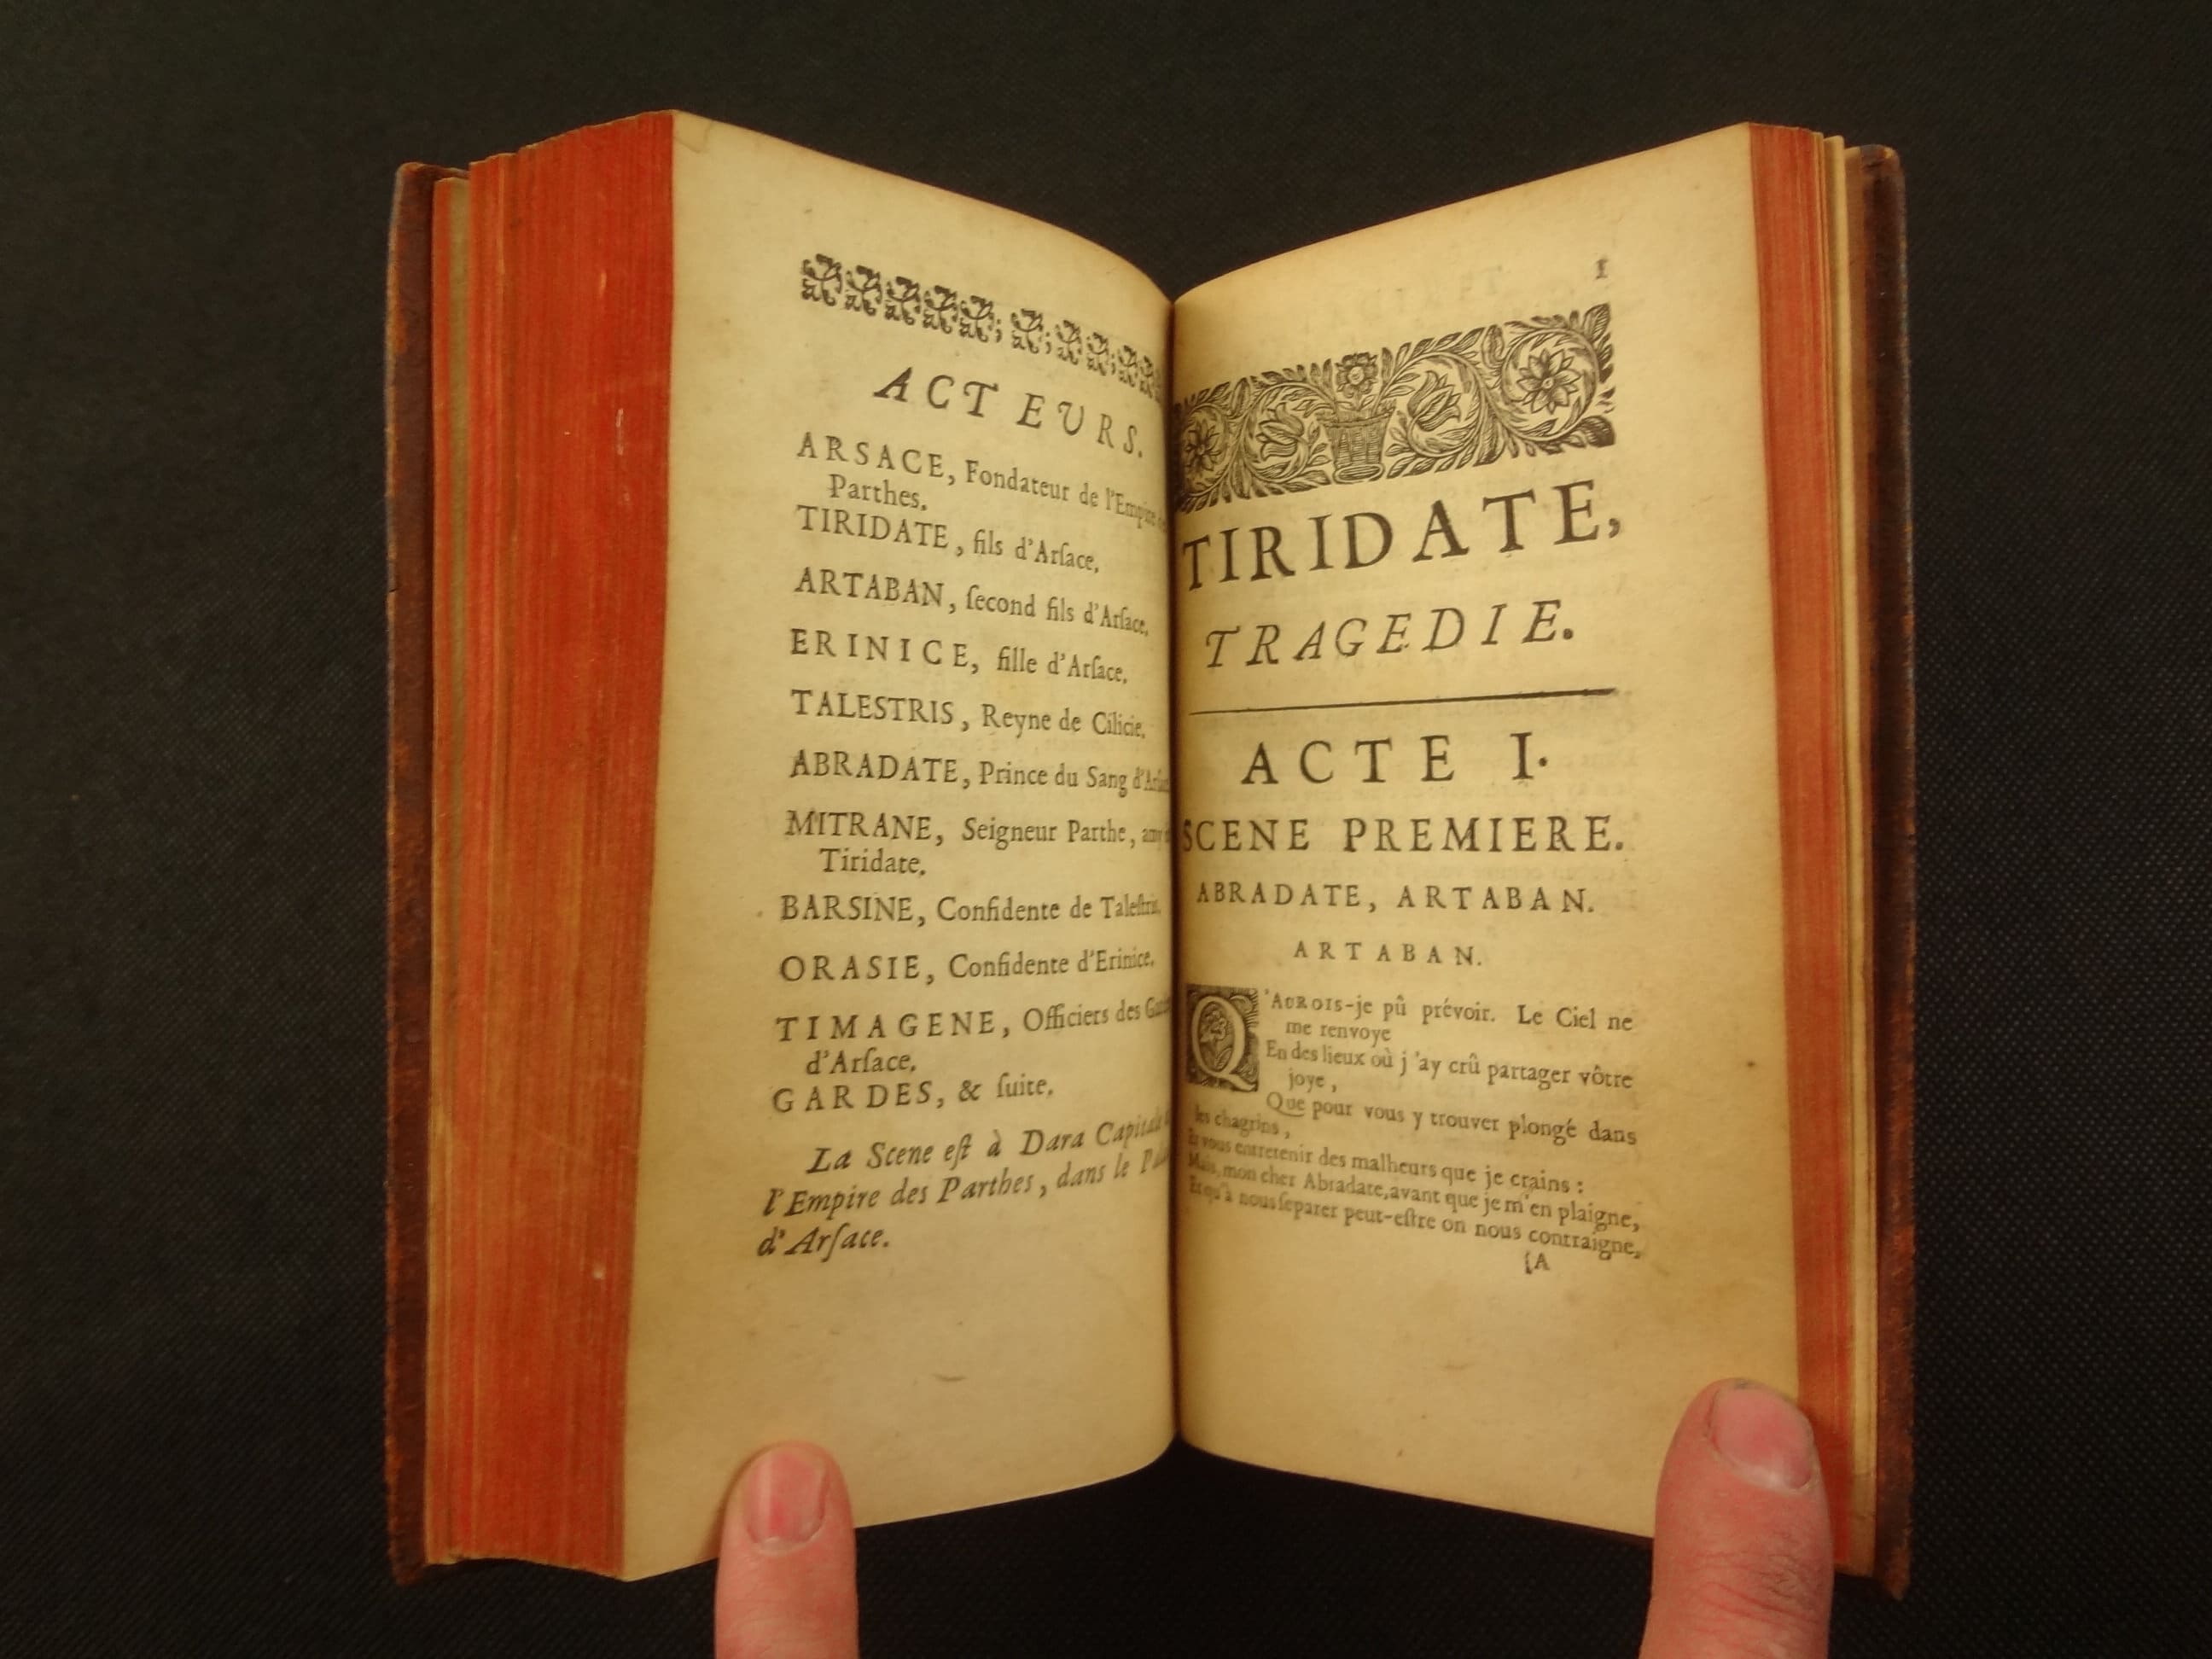 ACTEURS.
ARSACE, Fondateur de l'Empire
Parthes.
TIRIDATE, fils d'Arſace,
ARTABAN, ſecond fils d'Arſace,
ERINICE, fille d'Arſace,
TALESTRIS, Reyne de Cilicie,
ABRADATE, Prince du Sang
MITRANE, Seigneur Parthe,
Tiridate.
BARSINE, Confidente de Taleſtris,
ORASIE, Confidente d'Erinice,
TIMAGENE, Officiers des
d'Arſace.
GARDES, & ſuite.
La Scene eſt à Dara Capitale
l'Empire des Parthes, dans le
d'Arſace.
1
TIRIDATE,
TRAGEDIE.
ACTE I.
SCENE PREMIERE.
ABRADATE, ARTABAN.
ARTABAN.
Q'AUROIS-je pû prévoir. Le Ciel ne
me renvoye
En des lieux où j'ay crû partager vôtre
joye,
Que pour vous y trouver plongé dans
les chagrins,
Et vous entretenir des malheurs que je crains :
Mais, mon cher Abradate, avant que je m'en plaigne,
Et qu'à nous ſeparer peut-eſtre on nous contraigne,
[A